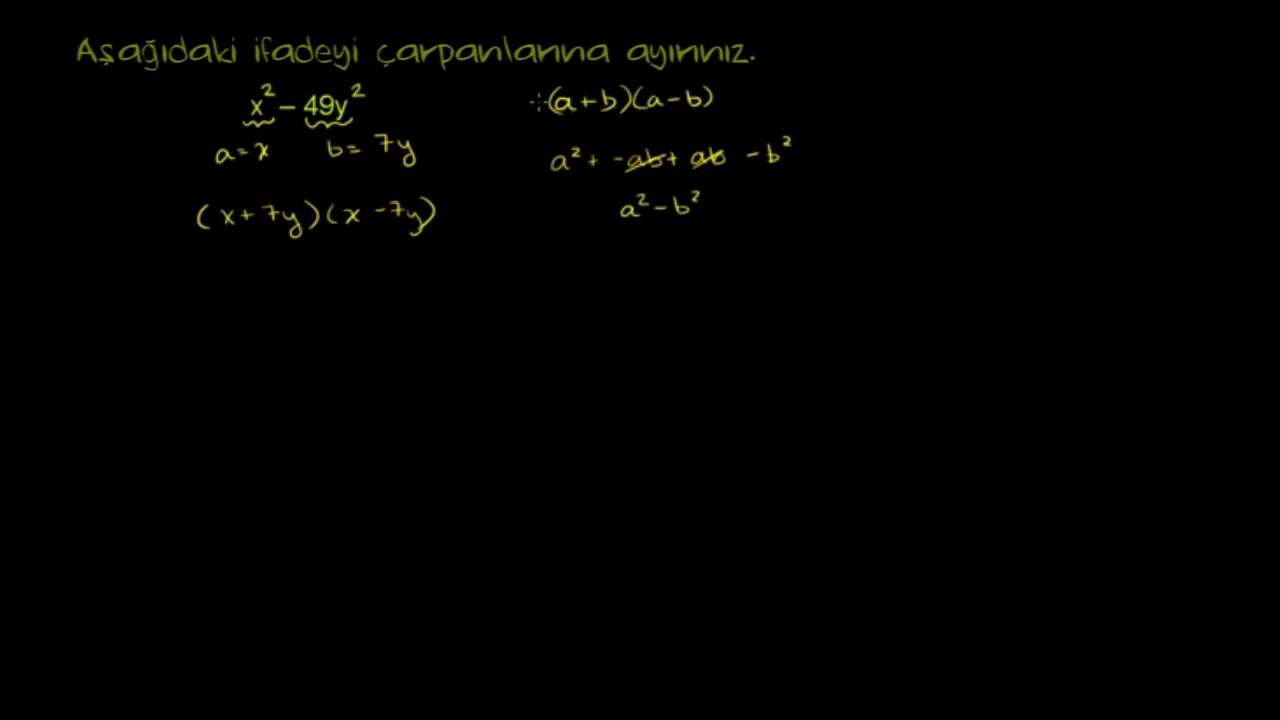 Aşağıdaki ifadeyi çarpanlarına ayırınız.
x² – 49y²
a = x b = 7y
(x + 7y)(x - 7y)
(a + b)(a - b)
a² + -ab + ab - b²
a² - b²